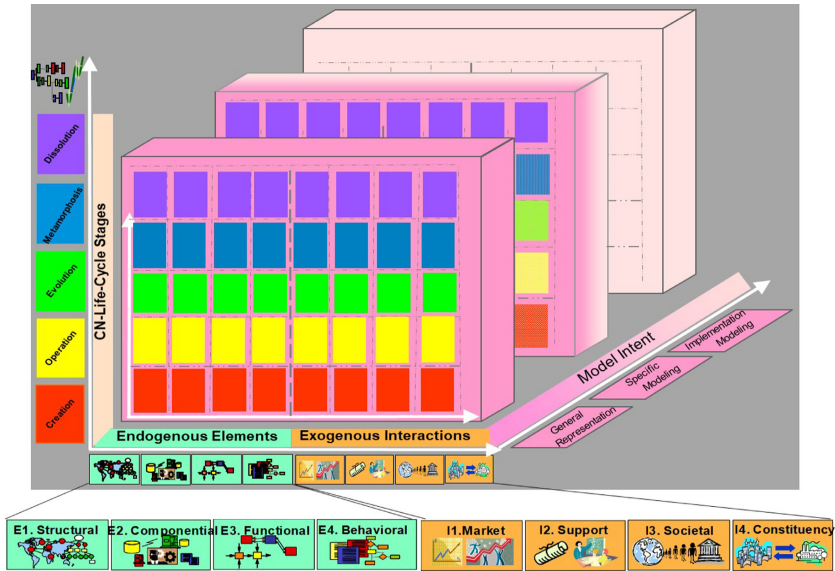 Dissolution
Metamorphosis
Evolution
Operation
Creation
CN-Life-Cycle Stages
Model Intent
Implementation
Modeling
Specific
Modeling
General
Representation
Endogenous Elements
Exogenous Interactions
E1. Structural
E2. Componential
E3. Functional
E4. Behavioral
I1.Market
I2. Support
I3. Societal
I4. Constituency